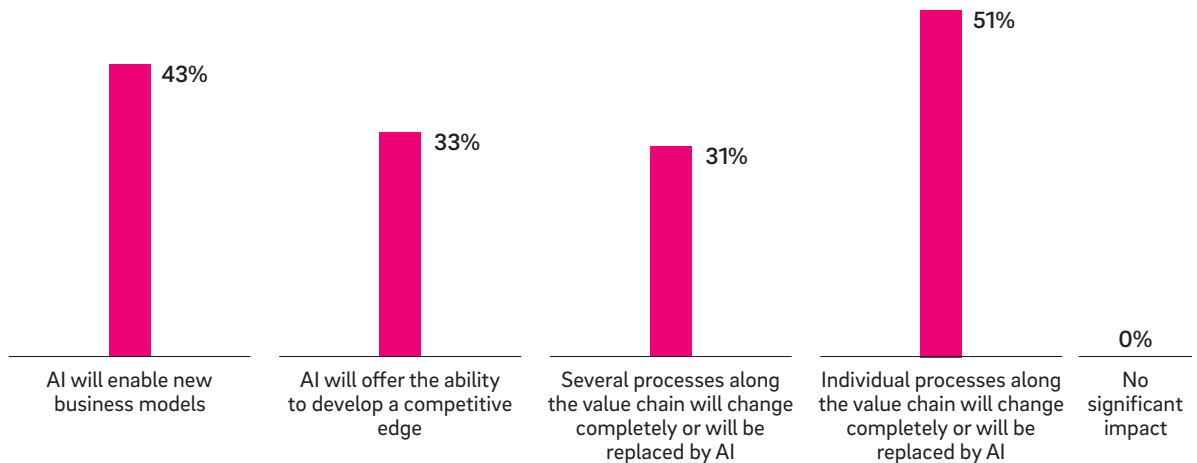 43%
33%
31%
51%
0%
AI will enable new
business models
AI will offer the ability
to develop a competitive
edge
Several processes along
the value chain will change
completely or will be
replaced by AI
Individual processes along
the value chain will change
completely or will be
replaced by AI
No
significant
impact